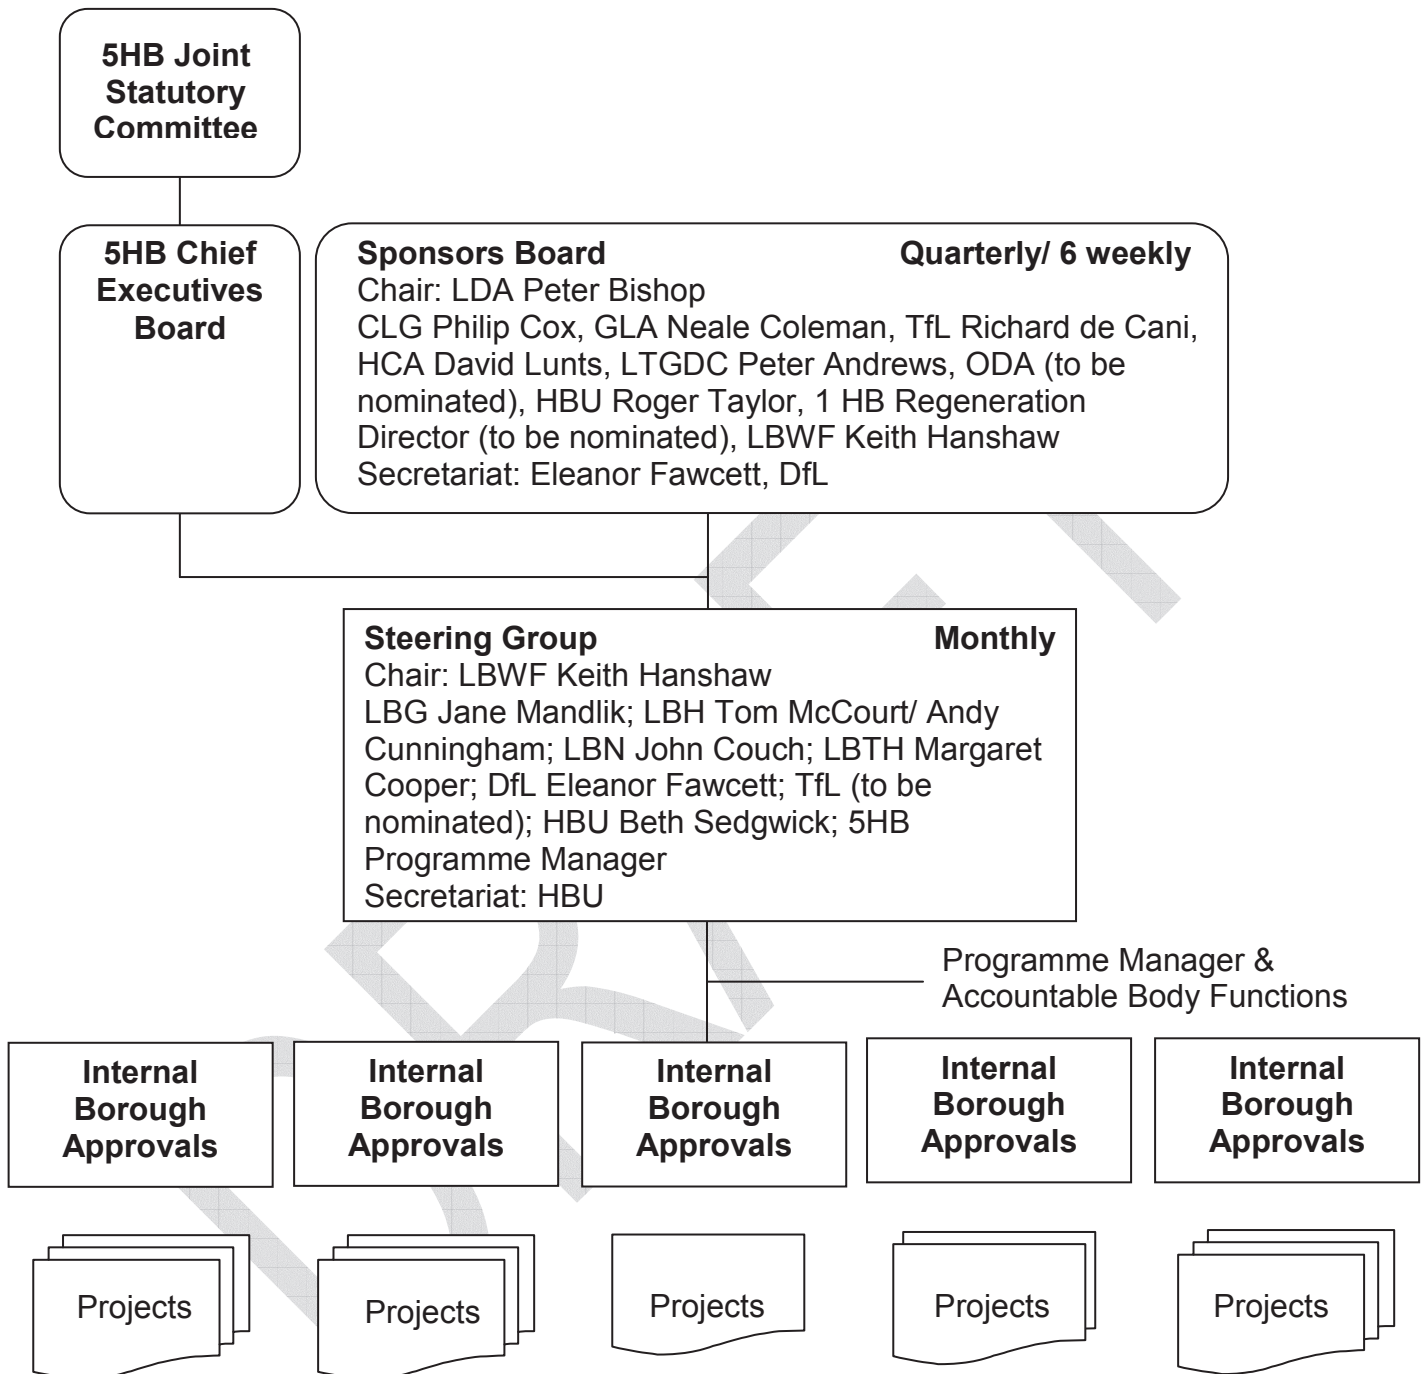 5HB Joint
Statutory
Committee
5HB Chief
Executives
Board
Sponsors Board Quarterly/ 6 weekly
Chair: LDA Peter Bishop
CLG Philip Cox, GLA Neale Coleman, TfL Richard de Cani,
HCA David Lunts, LTGDC Peter Andrews, ODA (to be
nominated), HBU Roger Taylor, 1 HB Regeneration
Director (to be nominated), LBWF Keith Hanshaw
Secretariat: Eleanor Fawcett, DfL
Steering Group Monthly
Chair: LBWF Keith Hanshaw
LBG Jane Mandlik; LBH Tom McCourt/ Andy
Cunningham; LBN John Couch; LBTH Margaret
Cooper; DfL Eleanor Fawcett; TfL (to be
nominated); HBU Beth Sedgwick; 5HB
Programme Manager
Secretariat: HBU
Programme Manager &
Accountable Body Functions
Internal
Borough
Approvals
Internal
Borough
Approvals
Internal
Borough
Approvals
Internal
Borough
Approvals
Internal
Borough
Approvals
Projects
Projects
Projects
Projects
Projects
DRAFT